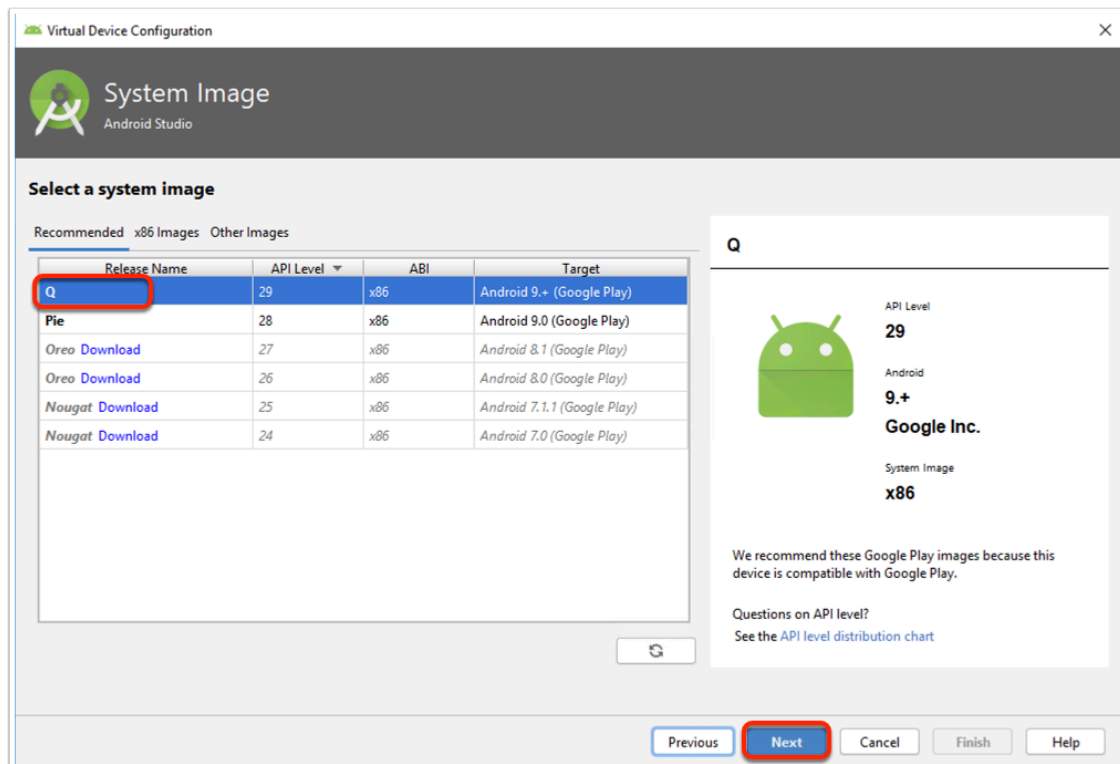 Virtual Device Configuration
System Image
Android Studio
Select a system image
Recommended x86 Images Other Images
Release Name API Level ABI Target
Q 29 x86 Android 9.+ (Google Play)
Pie 28 x86 Android 9.0 (Google Play)
Oreo Download 27 x86 Android 8.1 (Google Play)
Oreo Download 26 x86 Android 8.0 (Google Play)
Nougat Download 25 x86 Android 7.1.1 (Google Play)
Nougat Download 24 x86 Android 7.0 (Google Play)
Q
API Level
29
Android
9.+
Google Inc.
System Image
x86
We recommend these Google Play images because this
device is compatible with Google Play.
Questions on API level?
See the API level distribution chart
Previous Next Cancel Finish Help